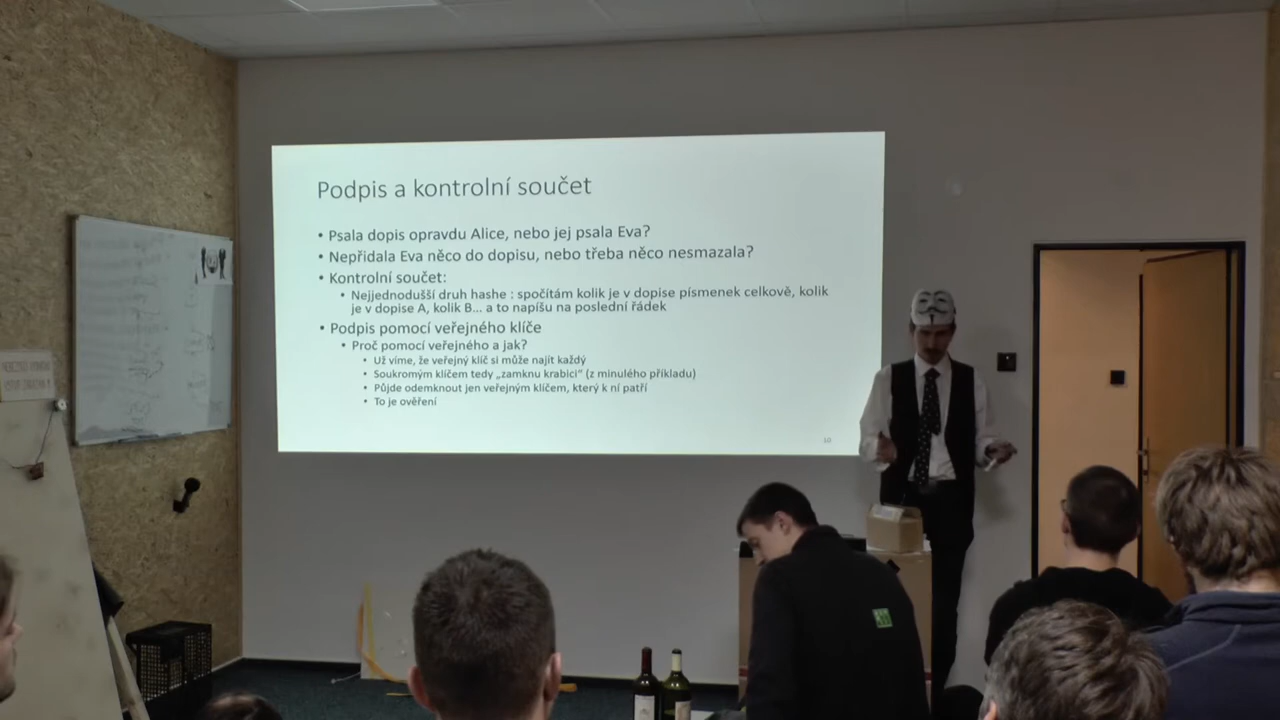 Podpis a kontrolní součet
• Psala dopis opravdu Alice, nebo jej psala Eva?
• Nepřidala Eva něco do dopisu, nebo třeba něco nesmazala?
• Kontrolní součet:
• Nejjednodušší druh hashe : spočítám kolik je v dopise písmenek celkově, kolik
je v dopise A, kolik B... a to napíšu na poslední řádek
• Podpis pomocí veřejného klíče
• Proč pomocí veřejného a jak?
• Už víme, že veřejný klíč si může najít každý
• Soukromým klíčem tedy „zamknu krabici“ (z minulého příkladu)
• Půjde odemknout jen veřejným klíčem, který k ní patří
• To je ověření
10